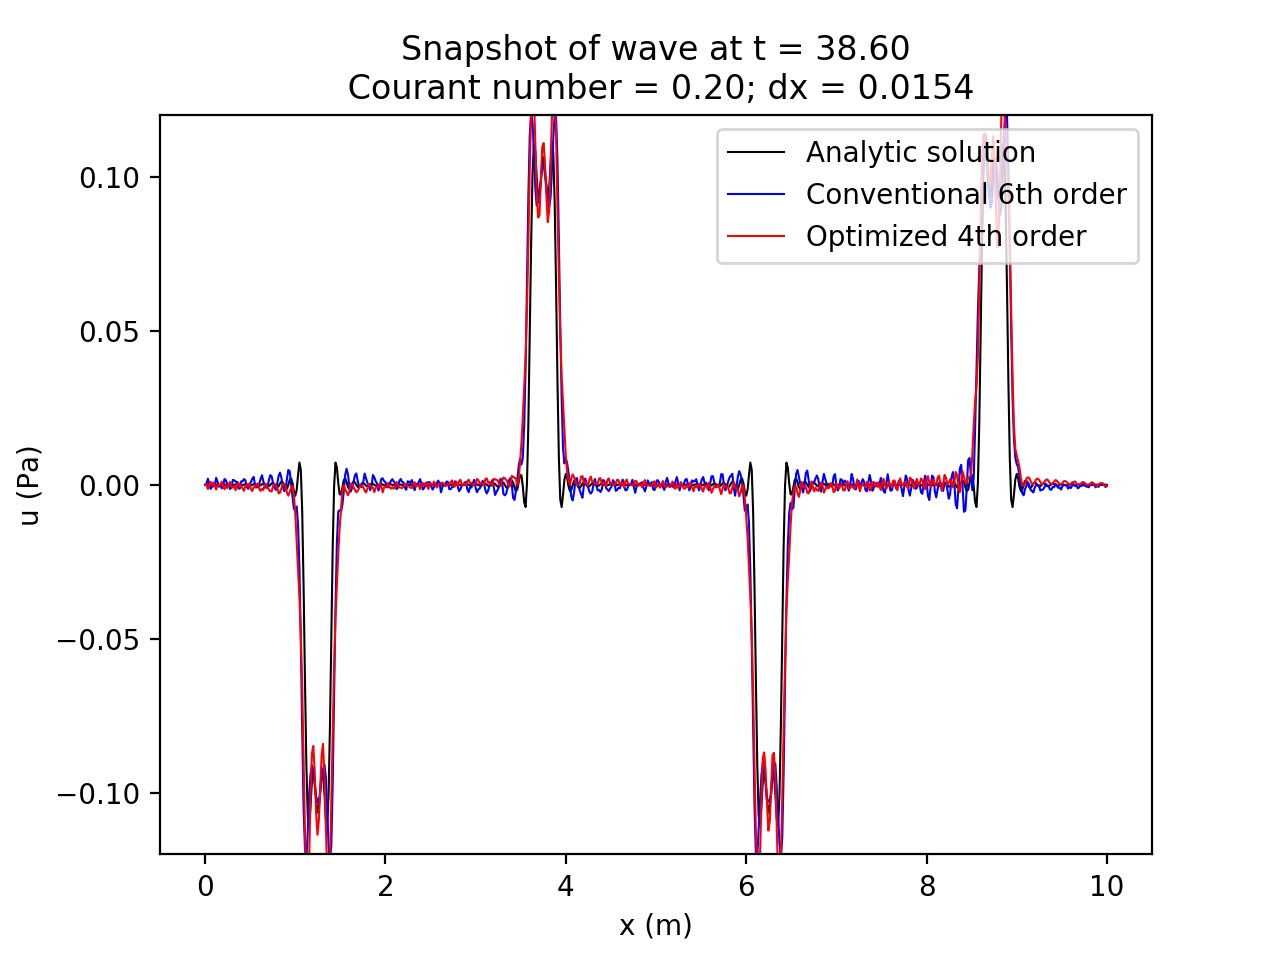 Snapshot of wave at t = 38.60
Courant number = 0.20; dx = 0.0154
Analytic solution
Conventional 6th order
Optimized 4th order
0.10
0.05
0.00
−0.05
−0.10
u (Pa)
0 2 4 6 8 10
x (m)